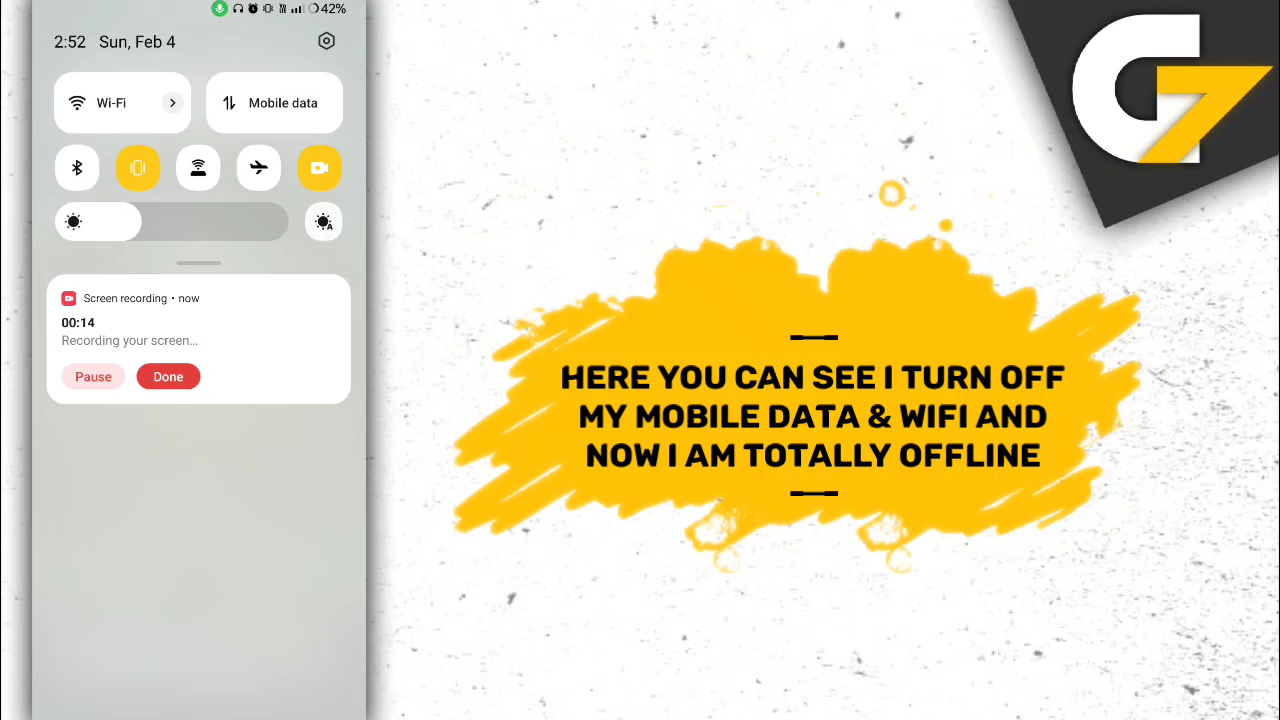 42%
2:52 Sun, Feb 4
Wi-Fi
Mobile data
Screen recording • now
00:14
Recording your screen...
Pause
Done
G7
HERE YOU CAN SEE I TURN OFF
MY MOBILE DATA & WIFI AND
NOW I AM TOTALLY OFFLINE